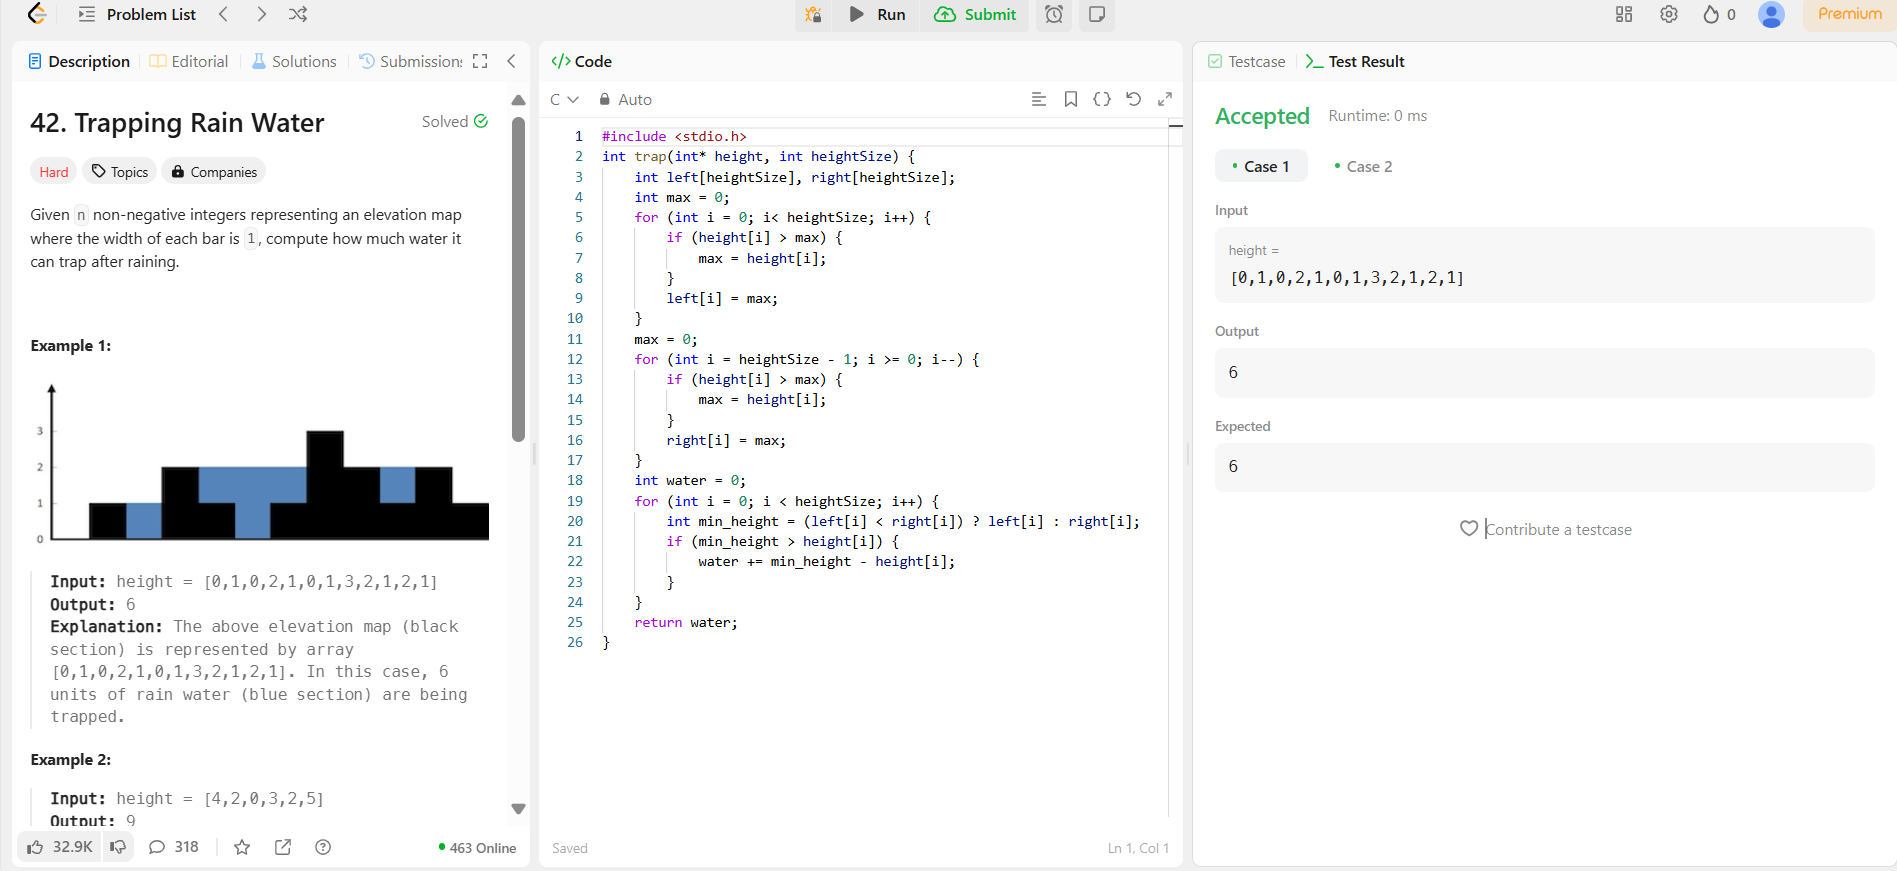 Problem List
Run
Submit
0
Premium
Description
Editorial
Solutions
Submissions
42. Trapping Rain Water
Solved
Hard
Topics
Companies
Given n non-negative integers representing an elevation map
where the width of each bar is 1, compute how much water it
can trap after raining.
Example 1:
3
2
1
0
Input: height = [0,1,0,2,1,0,1,3,2,1,2,1]
Output: 6
Explanation: The above elevation map (black
section) is represented by array
[0,1,0,2,1,0,1,3,2,1,2,1]. In this case, 6
units of rain water (blue section) are being
trapped.
Example 2:
Input: height = [4,2,0,3,2,5]
Output: 9
32.9K
318
463 Online
</> Code
C
Auto
1 #include <stdio.h>
2 int trap(int* height, int heightSize) {
3     int left[heightSize], right[heightSize];
4     int max = 0;
5     for (int i = 0; i< heightSize; i++) {
6         if (height[i] > max) {
7             max = height[i];
8         }
9         left[i] = max;
10     }
11     max = 0;
12     for (int i = heightSize - 1; i >= 0; i--) {
13         if (height[i] > max) {
14             max = height[i];
15         }
16         right[i] = max;
17     }
18     int water = 0;
19     for (int i = 0; i < heightSize; i++) {
20         int min_height = (left[i] < right[i]) ? left[i] : right[i];
21         if (min_height > height[i]) {
22             water += min_height - height[i];
23         }
24     }
25     return water;
26 }
Saved
Ln 1, Col 1
Testcase
Test Result
Accepted
Runtime: 0 ms
Case 1
Case 2
Input
height =
[0,1,0,2,1,0,1,3,2,1,2,1]
Output
6
Expected
6
Contribute a testcase